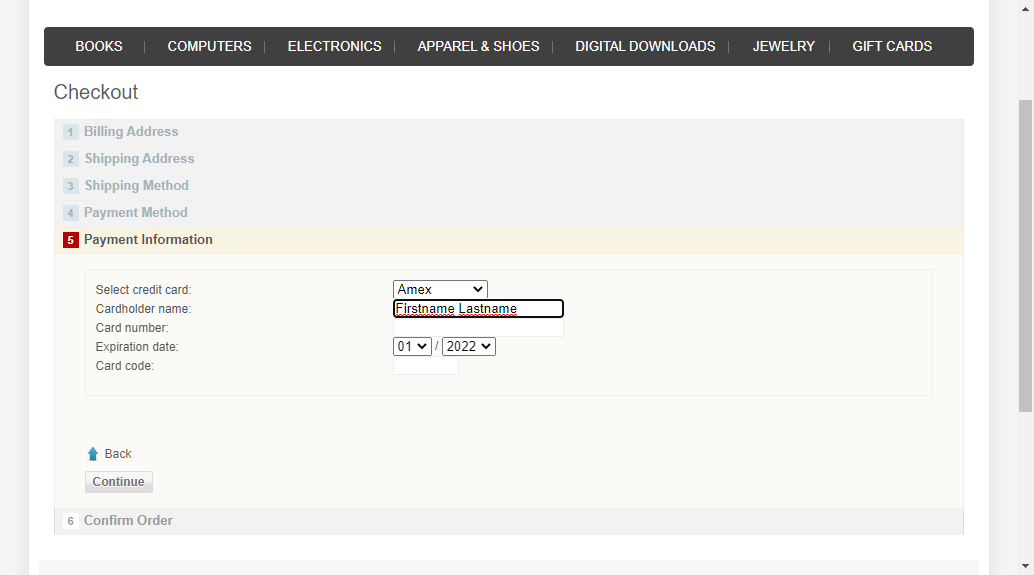 BOOKS | COMPUTERS | ELECTRONICS | APPAREL & SHOES | DIGITAL DOWNLOADS | JEWELRY | GIFT CARDS
Checkout
1 Billing Address
2 Shipping Address
3 Shipping Method
4 Payment Method
5 Payment Information
Select credit card: Amex
Cardholder name: Firstname Lastname
Card number:
Expiration date: 01 / 2022
Card code:
Back
Continue
6 Confirm Order